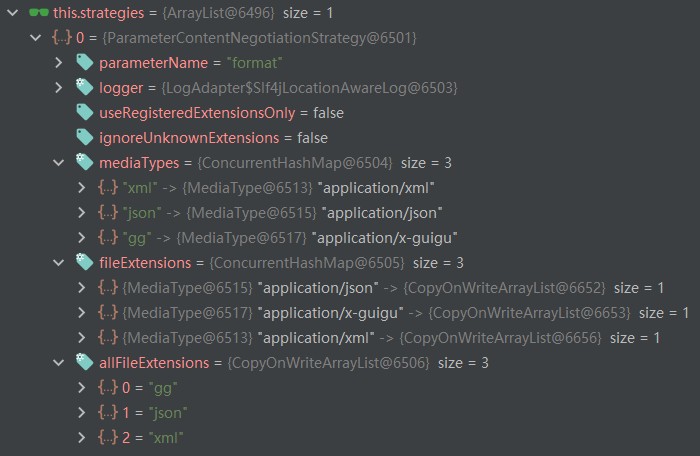 this.strategies = {ArrayList@6496} size = 1
{...} 0 = {ParameterContentNegotiationStrategy@6501}
parameterName = "format"
logger = {LogAdapter$Slf4jLocationAwareLog@6503}
useRegisteredExtensionsOnly = false
ignoreUnknownExtensions = false
mediaTypes = {ConcurrentHashMap@6504} size = 3
{...} "xml" -> {MediaType@6513} "application/xml"
{...} "json" -> {MediaType@6515} "application/json"
{...} "gg" -> {MediaType@6517} "application/x-guigu"
fileExtensions = {ConcurrentHashMap@6505} size = 3
{...} {MediaType@6515} "application/json" -> {CopyOnWriteArrayList@6652} size = 1
{...} {MediaType@6517} "application/x-guigu" -> {CopyOnWriteArrayList@6653} size = 1
{...} {MediaType@6513} "application/xml" -> {CopyOnWriteArrayList@6656} size = 1
allFileExtensions = {CopyOnWriteArrayList@6506} size = 3
{...} 0 = "gg"
{...} 1 = "json"
{...} 2 = "xml"